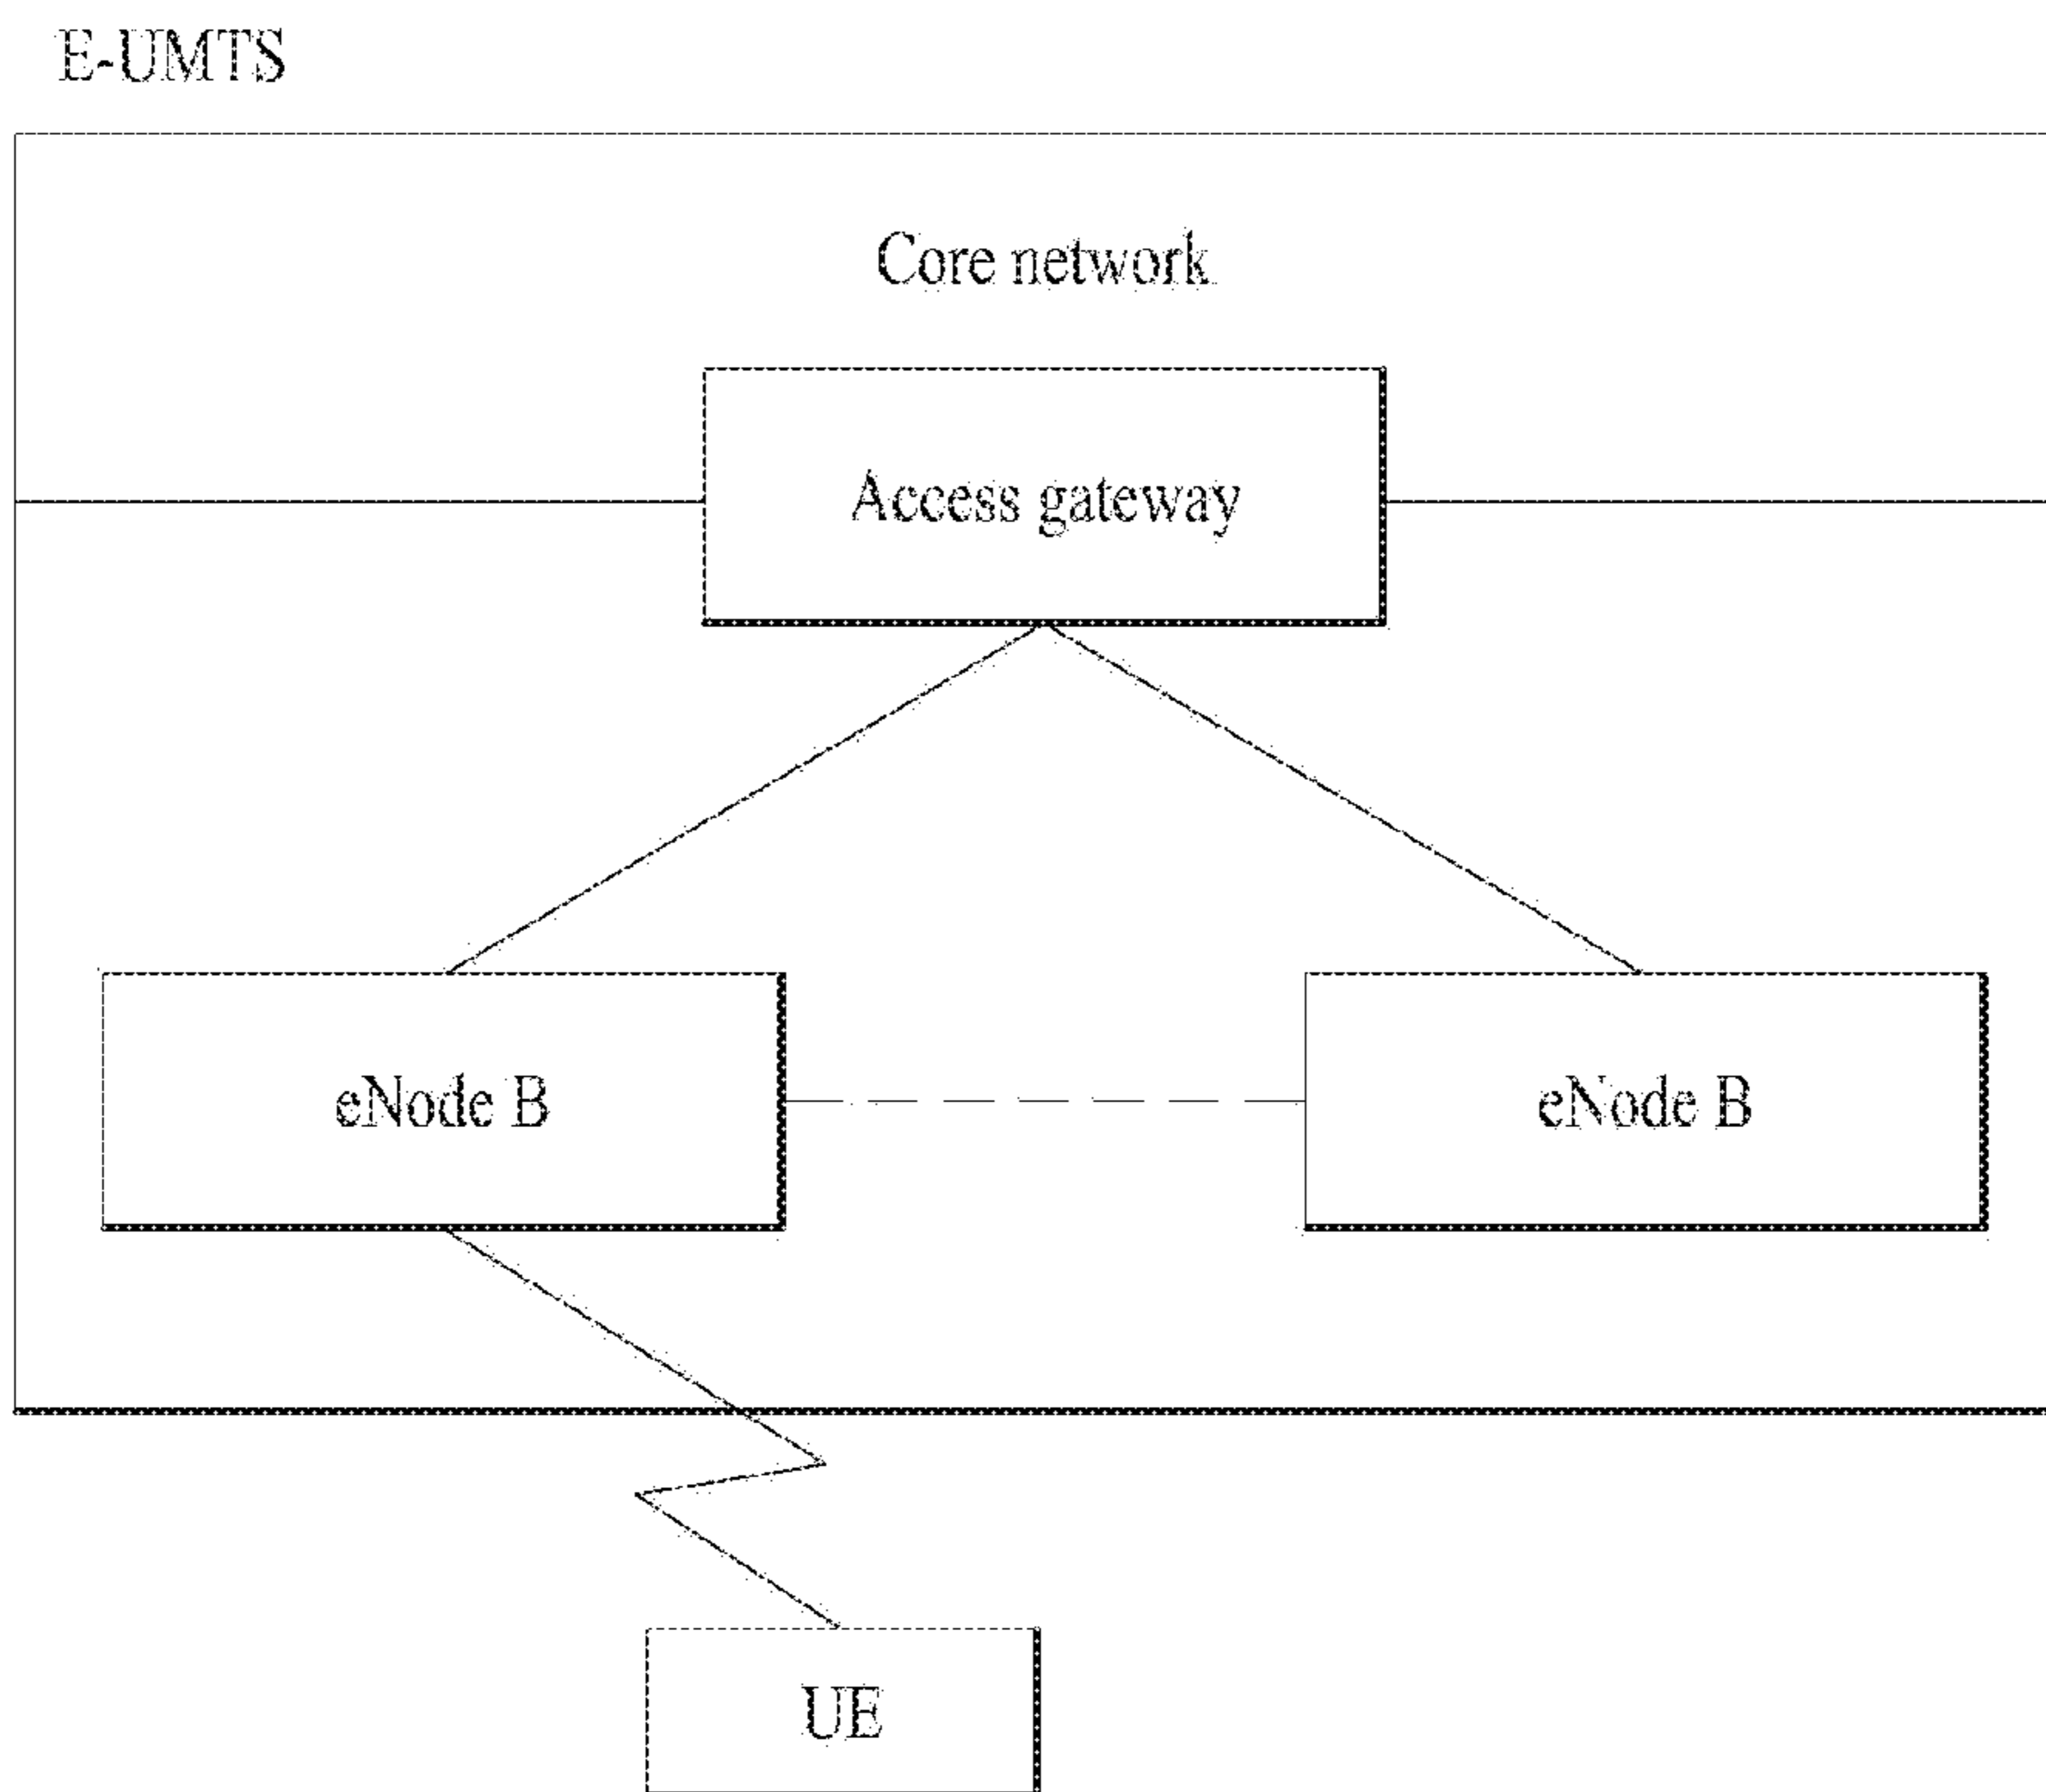 E-UMTS
Core network
Access gateway
eNode B
eNode B
UE